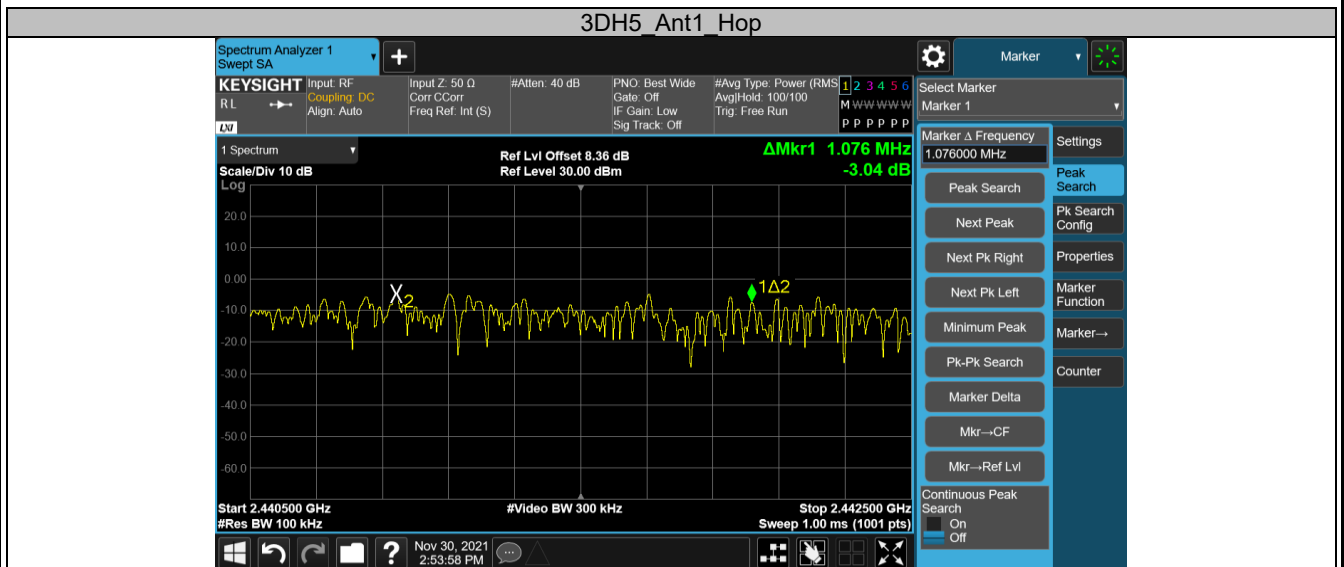 3DH5_Ant1_Hop
Spectrum Analyzer 1
Swept SA
+
Marker
KEYSIGHT
RL
LXI
Input: RF
Coupling: DC
Align: Auto
Input Z: 50 Ω
Corr CCorr
Freq Ref: Int (S)
#Atten: 40 dB
PNO: Best Wide
Gate: Off
IF Gain: Low
Sig Track: Off
#Avg Type: Power (RMS
Avg|Hold: 100/100
Trig: Free Run
1 2 3 4 5 6
M W W W W W
P P P P P P
Select Marker
Marker 1
1 Spectrum
Scale/Div 10 dB
Log
Ref Lvl Offset 8.36 dB
Ref Level 30.00 dBm
ΔMkr1 1.076 MHz
-3.04 dB
20.0
10.0
0.00
-10.0
-20.0
-30.0
-40.0
-50.0
-60.0
X2
1Δ2
Start 2.440500 GHz
#Res BW 100 kHz
#Video BW 300 kHz
Stop 2.442500 GHz
Sweep 1.00 ms (1001 pts)
Marker Δ Frequency
1.076000 MHz
Peak Search
Next Peak
Next Pk Right
Next Pk Left
Minimum Peak
Pk-Pk Search
Marker Delta
Mkr→CF
Mkr→Ref Lvl
Continuous Peak
Search
On
Off
Settings
Peak
Search
Pk Search
Config
Properties
Marker
Function
Marker→
Counter
?
Nov 30, 2021
2:53:58 PM